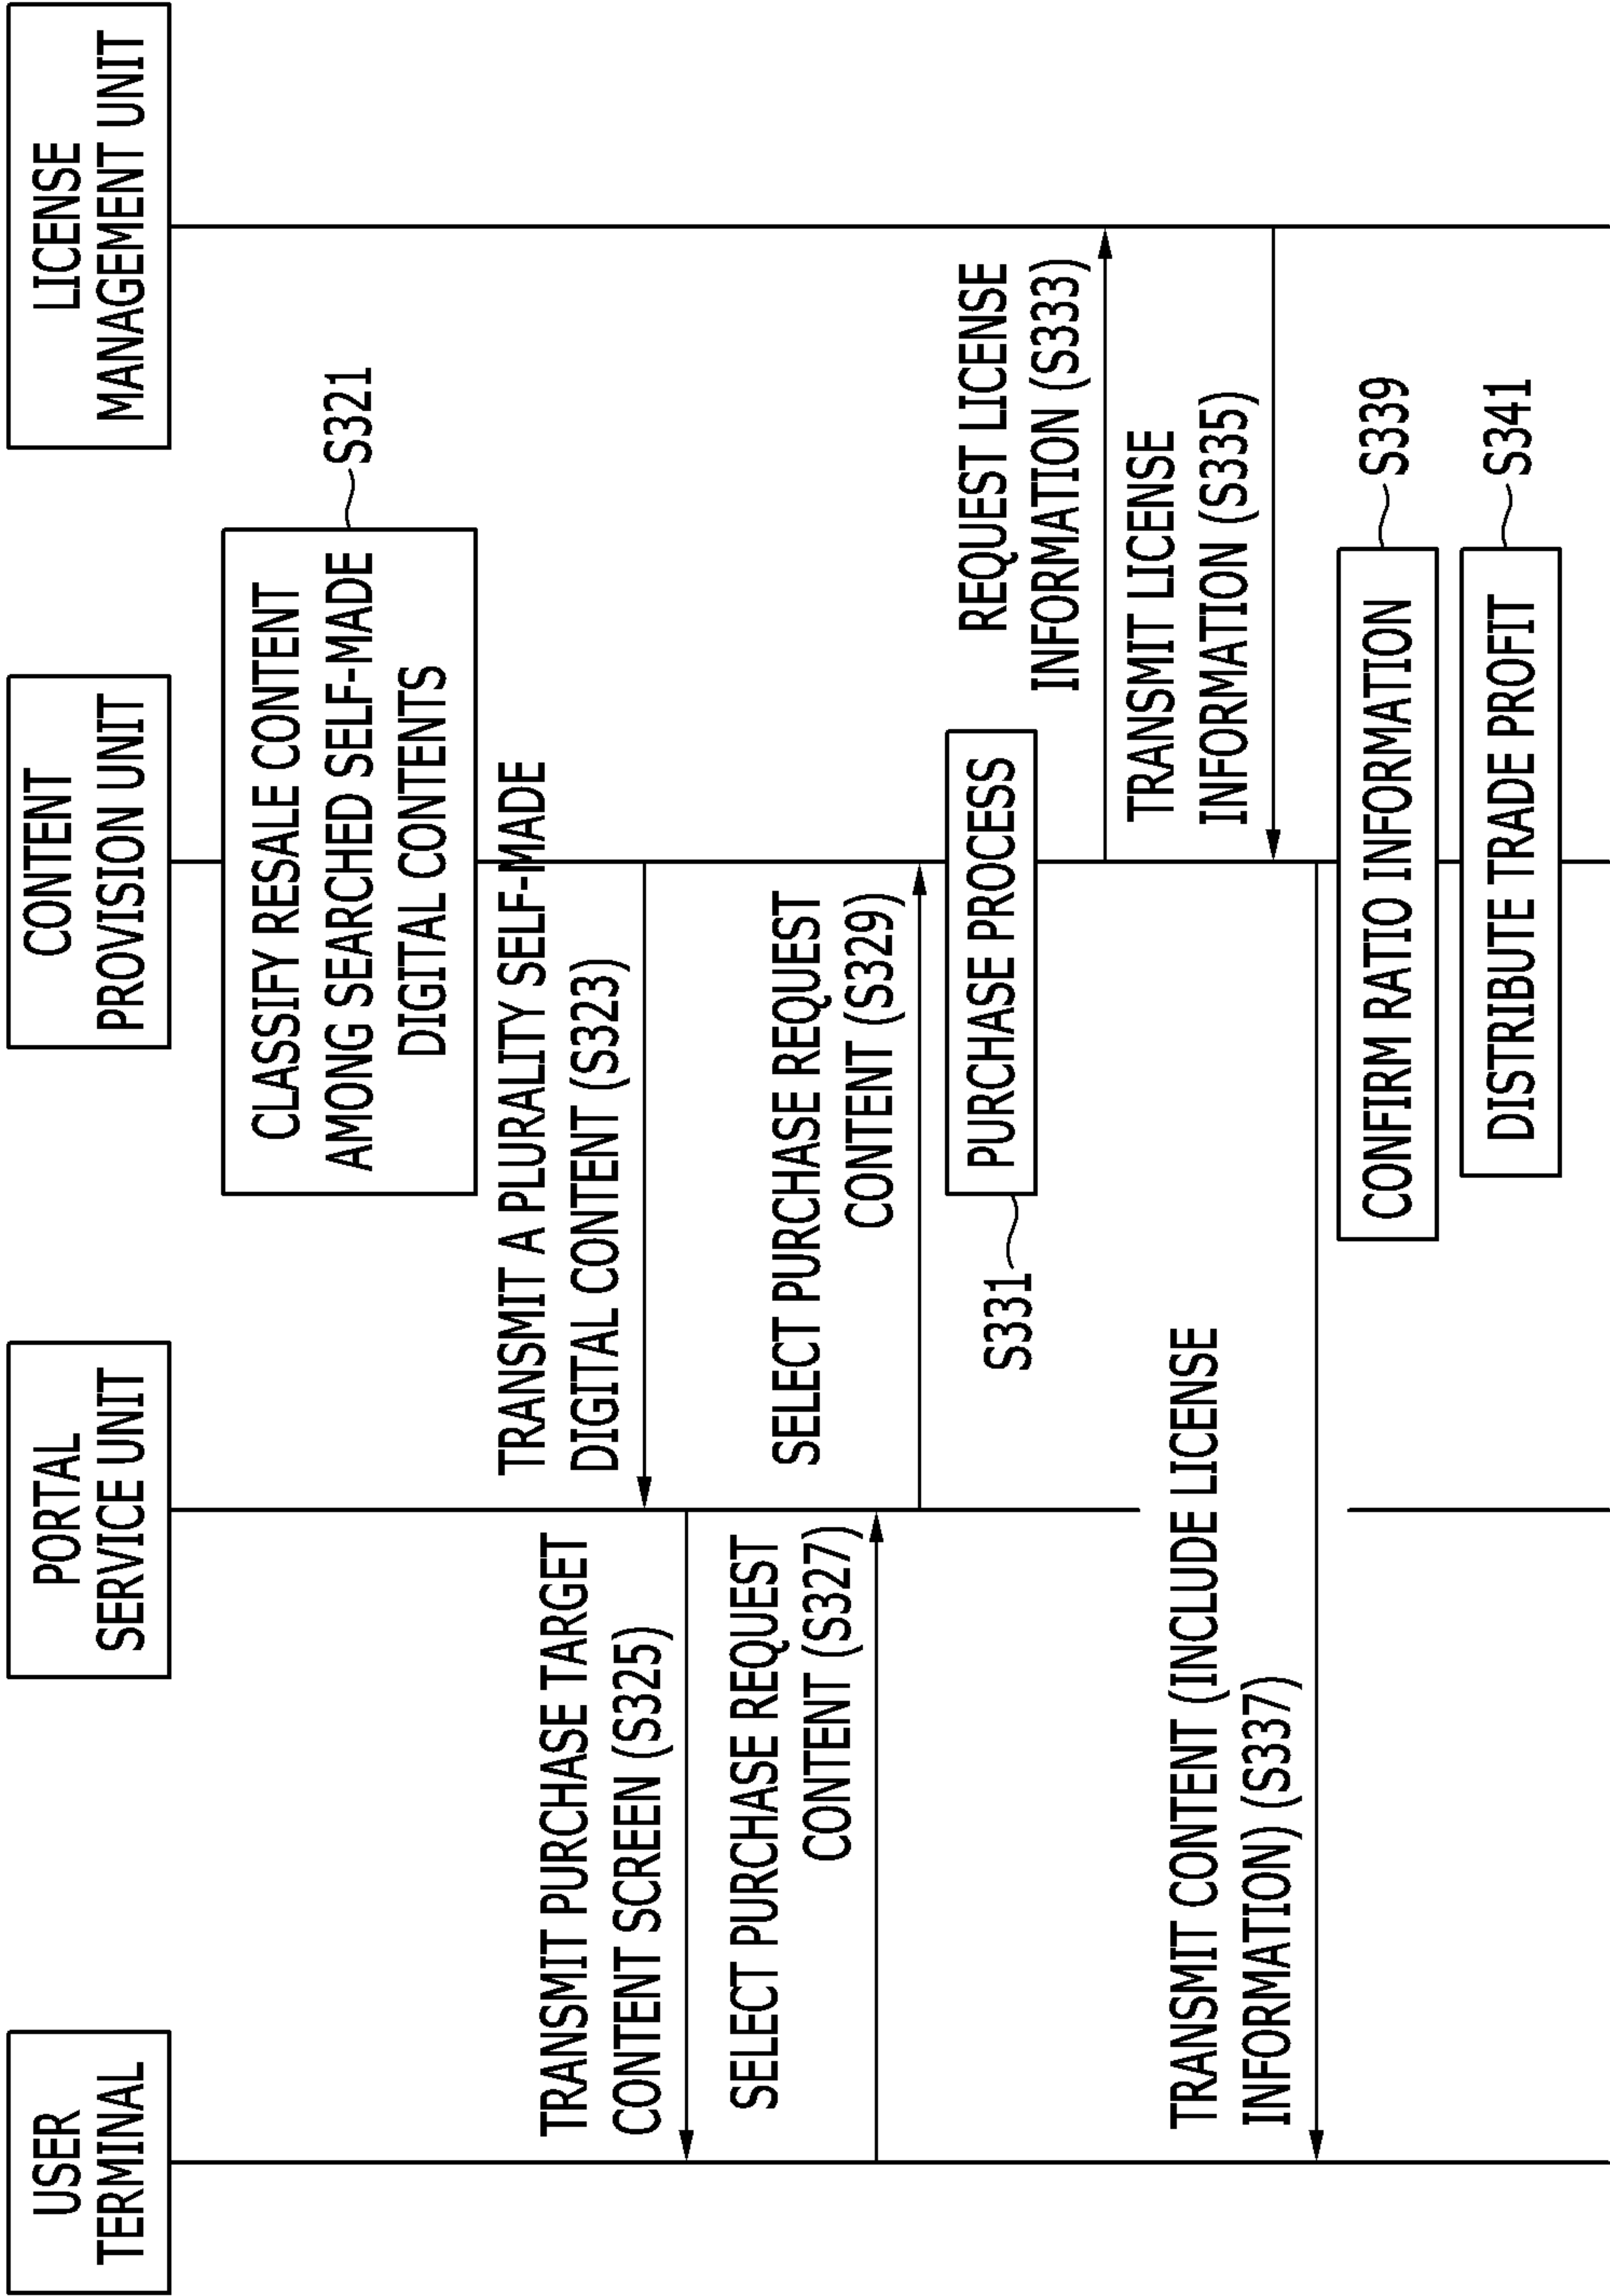 USER
TERMINAL
PORTAL
SERVICE UNIT
CONTENT
PROVISION UNIT
LICENSE
MANAGEMENT UNIT
CLASSIFY RESALE CONTENT
AMONG SEARCHED SELF-MADE
DIGITAL CONTENTS
S321
TRANSMIT A PLURALITY SELF-MADE
DIGITAL CONTENT (S323)
TRANSMIT PURCHASE TARGET
CONTENT SCREEN (S325)
SELECT PURCHASE REQUEST
CONTENT (S327)
SELECT PURCHASE REQUEST
CONTENT (S329)
S331
PURCHASE PROCESS
REQUEST LICENSE
INFORMATION (S333)
TRANSMIT LICENSE
INFORMATION (S335)
TRANSMIT CONTENT (INCLUDE LICENSE
INFORMATION) (S337)
CONFIRM RATIO INFORMATION
S339
DISTRIBUTE TRADE PROFIT
S341